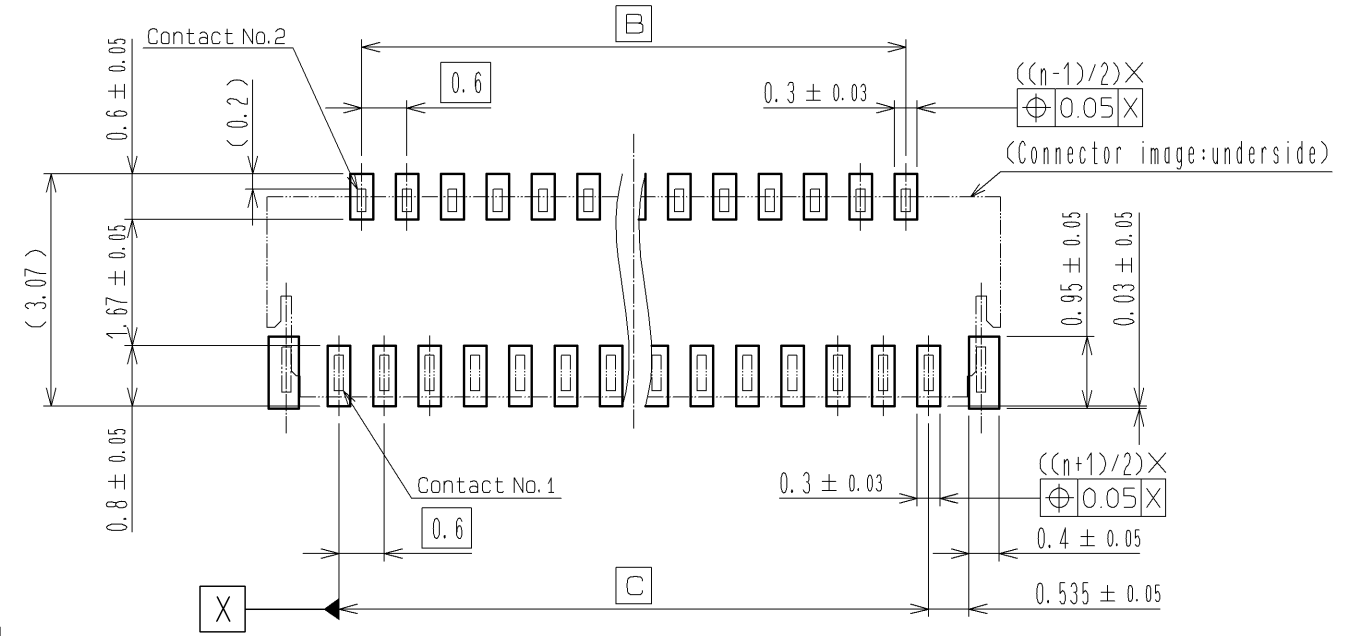 B
Contact No.2
0.6
0.3 ± 0.03
((n-1)/2)X
⌖ 0.05 X
(Connector image:underside)
0.6 ± 0.05
(0.2)
(3.07)
1.67 ± 0.05
0.95 ± 0.05
0.03 ± 0.05
0.8 ± 0.05
Contact No.1
0.3 ± 0.03
((n+1)/2)X
⌖ 0.05 X
0.6
0.4 ± 0.05
X
C
0.535 ± 0.05